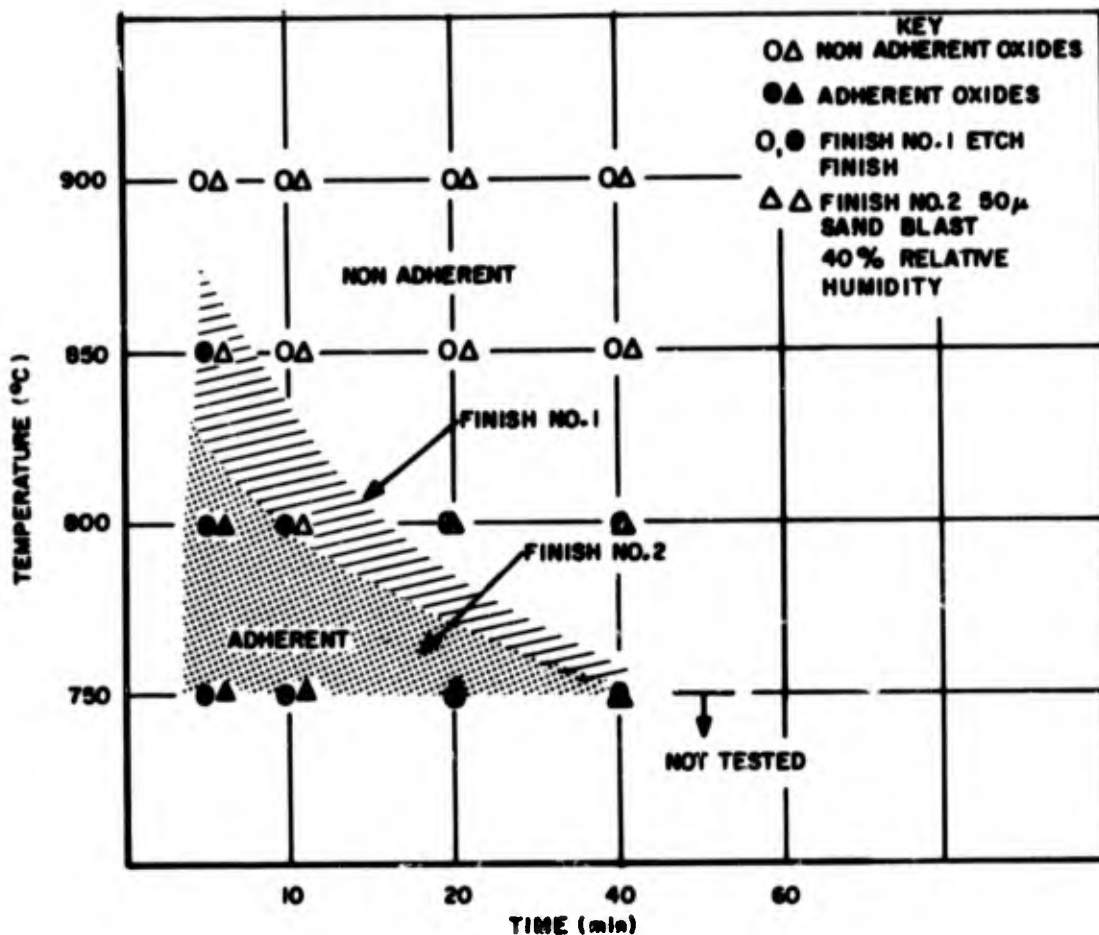 KEY
O△ NON ADHERENT OXIDES
●▲ ADHERENT OXIDES
O,● FINISH NO. 1 ETCH
FINISH
△ △ FINISH NO. 2 50μ
SAND BLAST
40% RELATIVE
HUMIDITY
900
NON ADHERENT
850
FINISH NO. 1
800
FINISH NO. 2
ADHERENT
750
NOT TESTED
TEMPERATURE (°C)
10 20 40 60
TIME (min)